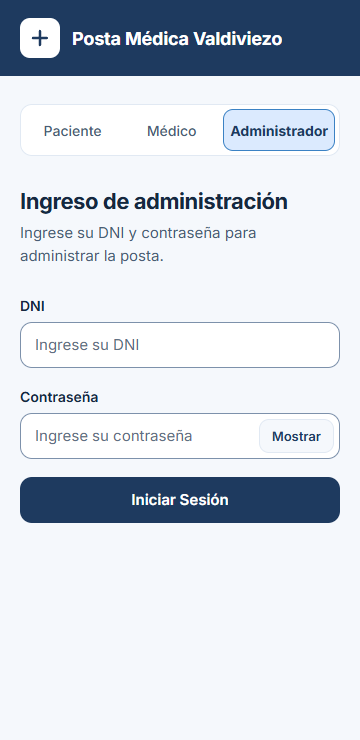 Posta Médica Valdiviezo
Paciente
Médico
Administrador
Ingreso de administración
Ingrese su DNI y contraseña para
administrar la posta.
DNI
Ingrese su DNI
Contraseña
Ingrese su contraseña
Mostrar
Iniciar Sesión